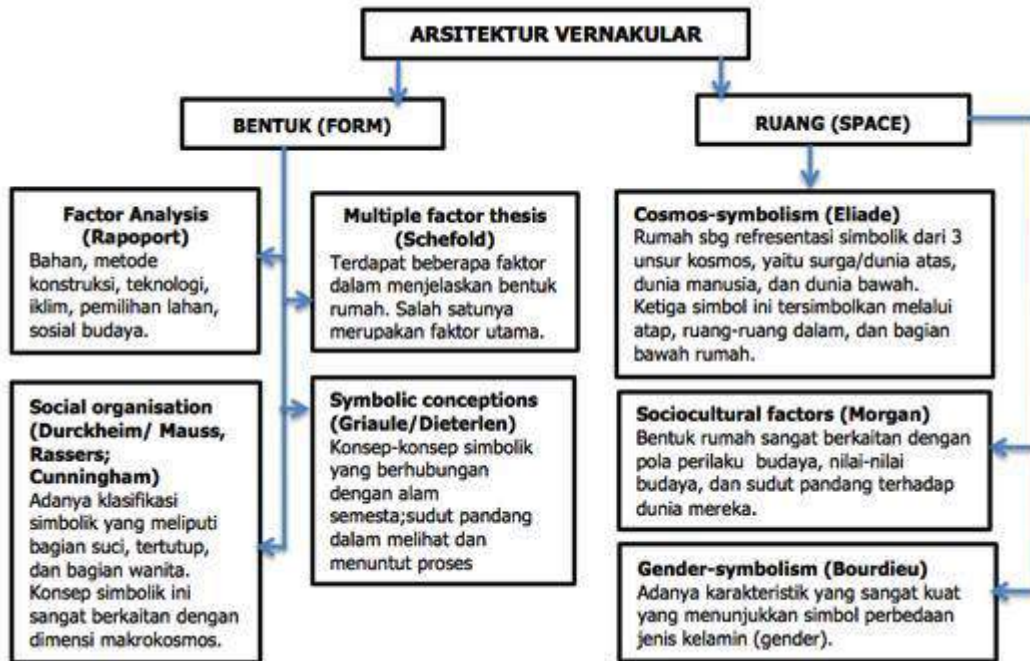 ARSITEKTUR VERNAKULAR
BENTUK (FORM)
RUANG (SPACE)
Factor Analysis
(Rapoport)
Bahan, metode
konstruksi, teknologi,
iklim, pemilihan lahan,
sosial budaya.
Multiple factor thesis
(Schefold)
Terdapat beberapa faktor
dalam menjelaskan bentuk
rumah. Salah satunya
merupakan faktor utama.
Social organisation
(Durckheim/ Mauss,
Rassers;
Cunningham)
Adanya klasifikasi
simbolik yang meliputi
bagian suci, tertutup,
dan bagian wanita.
Konsep simbolik ini
sangat berkaitan dengan
dimensi makrokosmos.
Symbolic conceptions
(Griaule/Dieterlen)
Konsep-konsep simbolik
yang berhubungan
dengan alam
semesta;sudut pandang
dalam melihat dan
menuntut proses
Cosmos-symbolism (Eliade)
Rumah sbg refresentasi simbolik dari 3
unsur kosmos, yaitu surga/dunia atas,
dunia manusia, dan dunia bawah.
Ketiga simbol ini tersimbolkan melalui
atap, ruang-ruang dalam, dan bagian
bawah rumah.
Sociocultural factors (Morgan)
Bentuk rumah sangat berkaitan dengan
pola perilaku budaya, nilai-nilai
budaya, dan sudut pandang terhadap
dunia mereka.
Gender-symbolism (Bourdieu)
Adanya karakteristik yang sangat kuat
yang menunjukkan simbol perbedaan
jenis kelamin (gender).